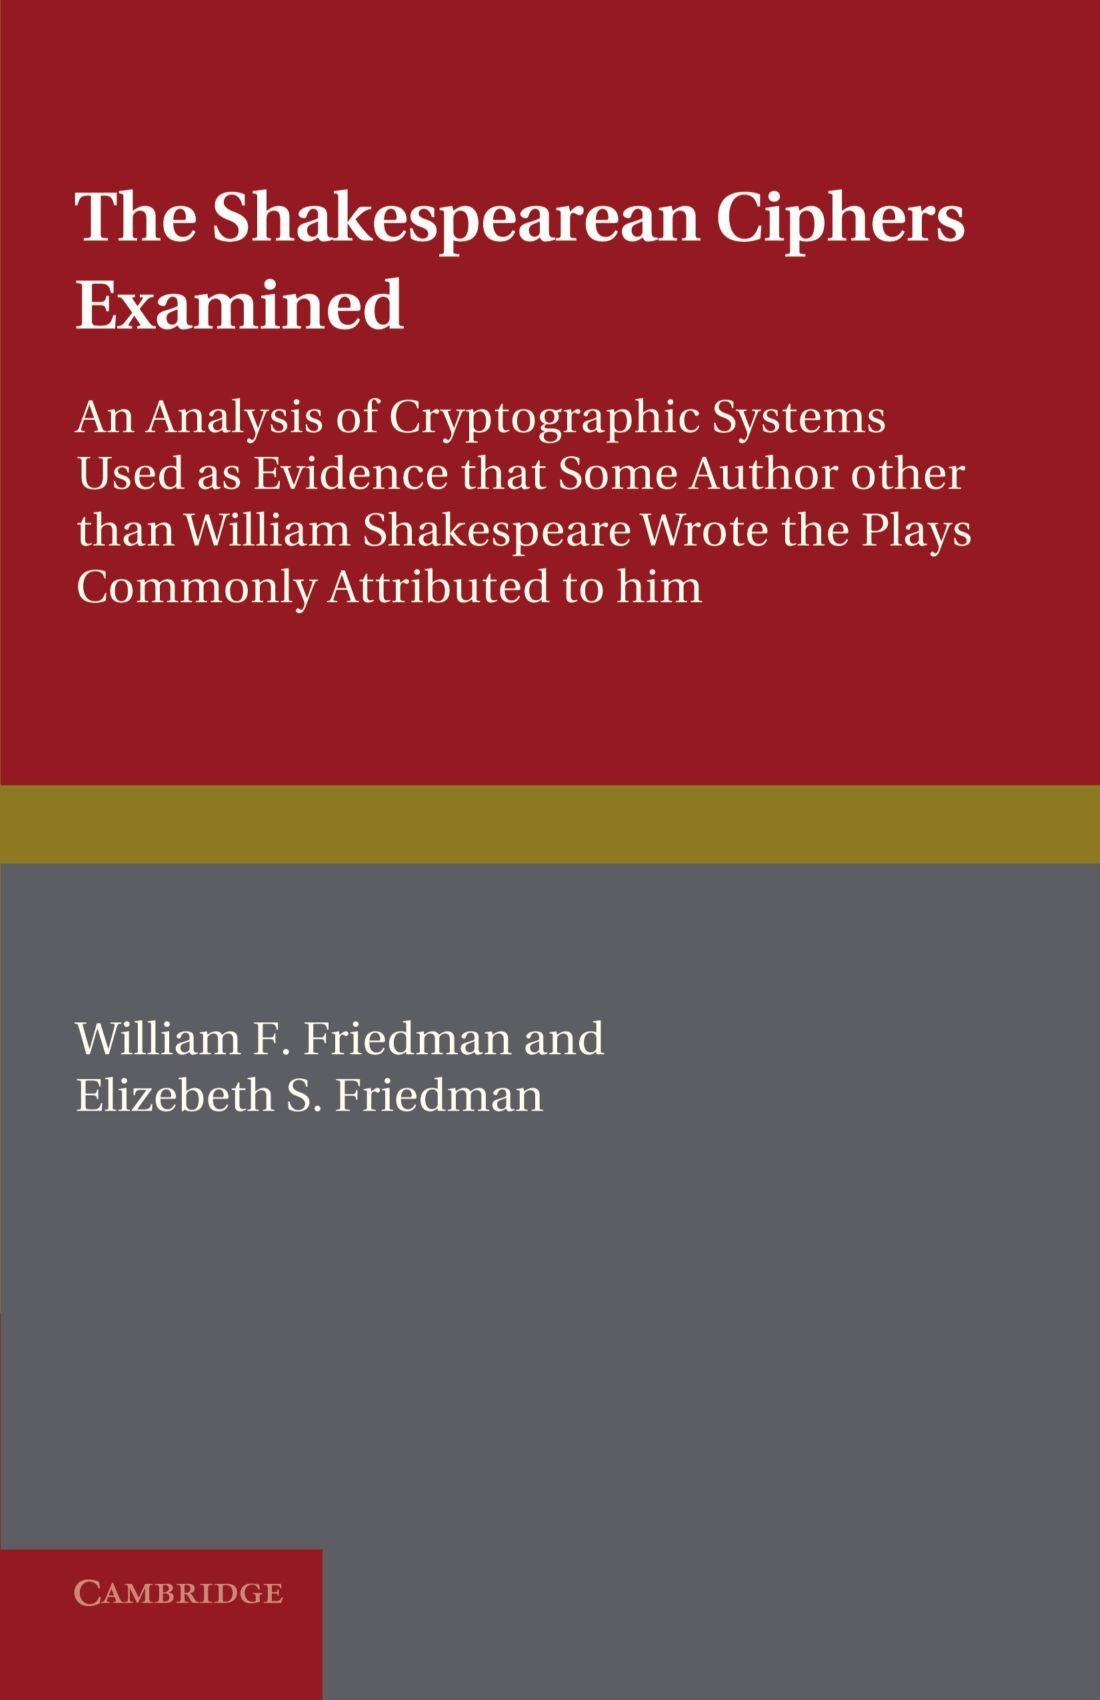 The Shakespearean Ciphers
Examined
An Analysis of Cryptographic Systems
Used as Evidence that Some Author other
than William Shakespeare Wrote the Plays
Commonly Attributed to him
William F. Friedman and
Elizebeth S. Friedman
CAMBRIDGE